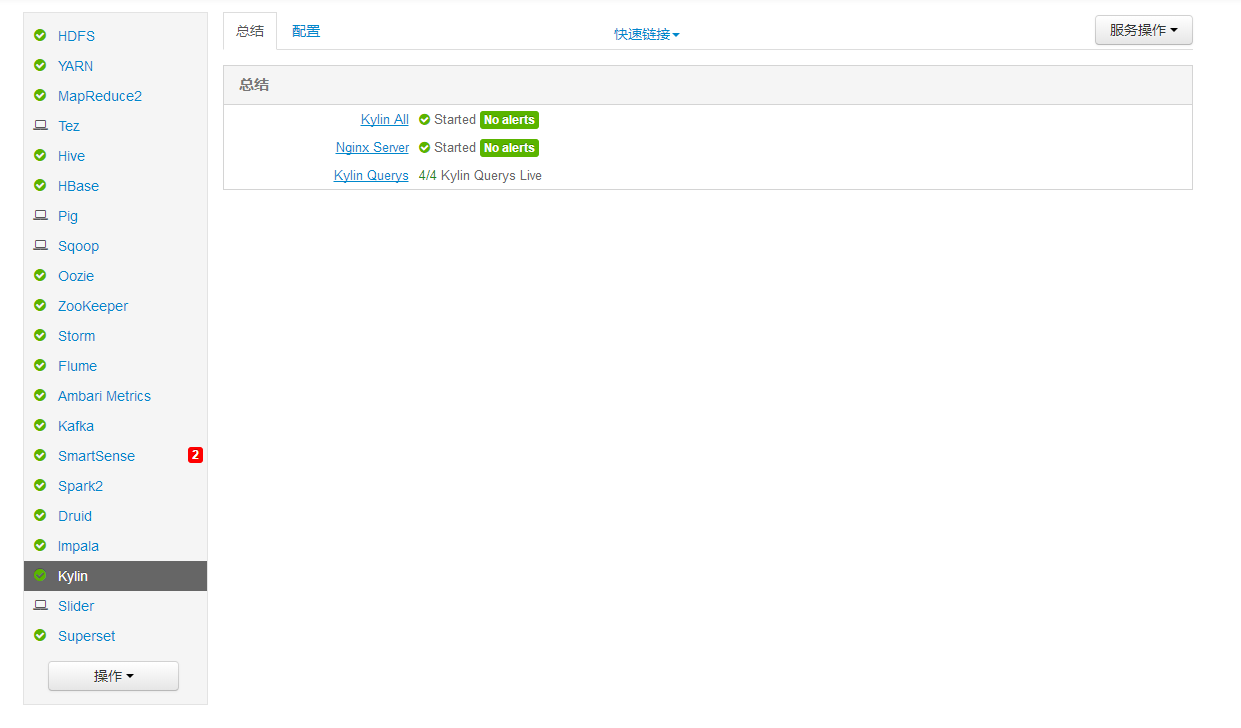 HDFS
YARN
MapReduce2
Tez
Hive
HBase
Pig
Sqoop
Oozie
ZooKeeper
Storm
Flume
Ambari Metrics
Kafka
SmartSense 2
Spark2
Druid
Impala
Kylin
Slider
Superset
操作
总结 配置 快速链接 服务操作
总结
Kylin All Started No alerts
Nginx Server Started No alerts
Kylin Querys 4/4 Kylin Querys Live